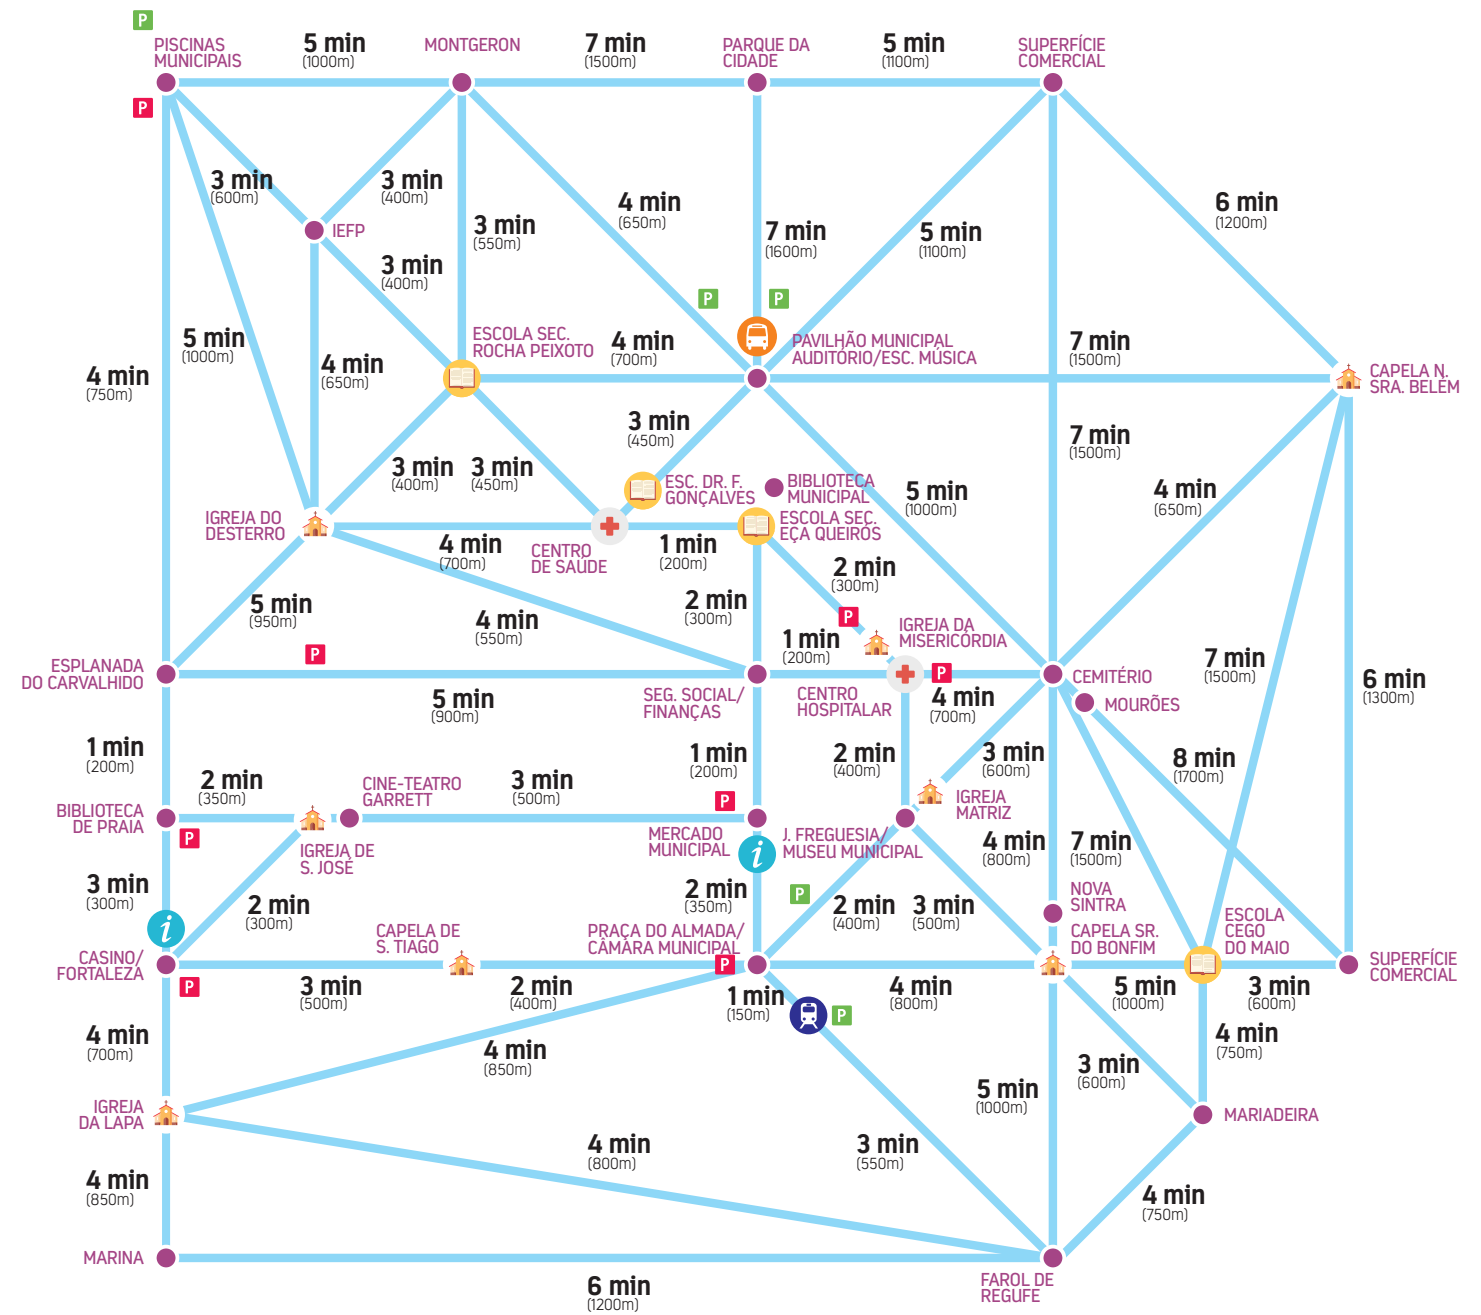 P
PISCINAS
MUNICIPAIS
5 min
(1000m)
MONTGERON
7 min
(1500m)
PARQUE DA
CIDADE
5 min
(1100m)
SUPERFÍCIE
COMERCIAL
P
3 min
(600m)
3 min
(400m)
IEFP
3 min
(550m)
4 min
(650m)
7 min
(1600m)
5 min
(1100m)
6 min
(1200m)
3 min
(400m)
P
P
5 min
(1000m)
4 min
(750m)
4 min
(650m)
ESCOLA SEC.
ROCHA PEIXOTO
4 min
(700m)
PAVILHÃO MUNICIPAL
AUDITÓRIO/ESC. MÚSICA
7 min
(1500m)
CAPELA N.
SRA. BELÉM
3 min
(400m)
3 min
(450m)
3 min
(450m)
ESC. DR. F.
GONÇALVES
BIBLIOTECA
MUNICIPAL
5 min
(1000m)
7 min
(1500m)
4 min
(650m)
IGREJA DO
DESTERRO
4 min
(700m)
CENTRO
DE SAÚDE
1 min
(200m)
ESCOLA SEC.
EÇA QUEIRÓS
2 min
(300m)
5 min
(950m)
4 min
(550m)
2 min
(300m)
P
1 min
(200m)
IGREJA DA
MISERICÓRDIA
P
P
ESPLANADA
DO CARVALHIDO
5 min
(900m)
SEG. SOCIAL/
FINANÇAS
CENTRO
HOSPITALAR
4 min
(700m)
CEMITÉRIO
MOURÕES
7 min
(1500m)
6 min
(1300m)
1 min
(200m)
2 min
(350m)
CINE-TEATRO
GARRETT
3 min
(500m)
1 min
(200m)
2 min
(400m)
3 min
(600m)
8 min
(1700m)
BIBLIOTECA
DE PRAIA
P
IGREJA DE
S. JOSÉ
P
MERCADO
MUNICIPAL
J. FREGUESIA/
MUSEU MUNICIPAL
IGREJA
MATRIZ
4 min
(800m)
7 min
(1500m)
3 min
(300m)
i
2 min
(300m)
i
2 min
(350m)
P
2 min
(400m)
3 min
(500m)
NOVA
SINTRA
CASINO/
FORTALEZA
P
CAPELA DE
S. TIAGO
3 min
(500m)
2 min
(400m)
PRAÇA DO ALMADA/
CÂMARA MUNICIPAL
P
1 min
(150m)
P
4 min
(800m)
CAPELA SR.
DO BONFIM
ESCOLA
CEGO
DO MAIO
5 min
(1000m)
3 min
(600m)
SUPERFÍCIE
COMERCIAL
4 min
(700m)
4 min
(850m)
3 min
(600m)
4 min
(750m)
5 min
(1000m)
IGREJA
DA LAPA
MARIADEIRA
4 min
(850m)
4 min
(800m)
3 min
(550m)
4 min
(750m)
MARINA
6 min
(1200m)
FAROL DE
REGUFE